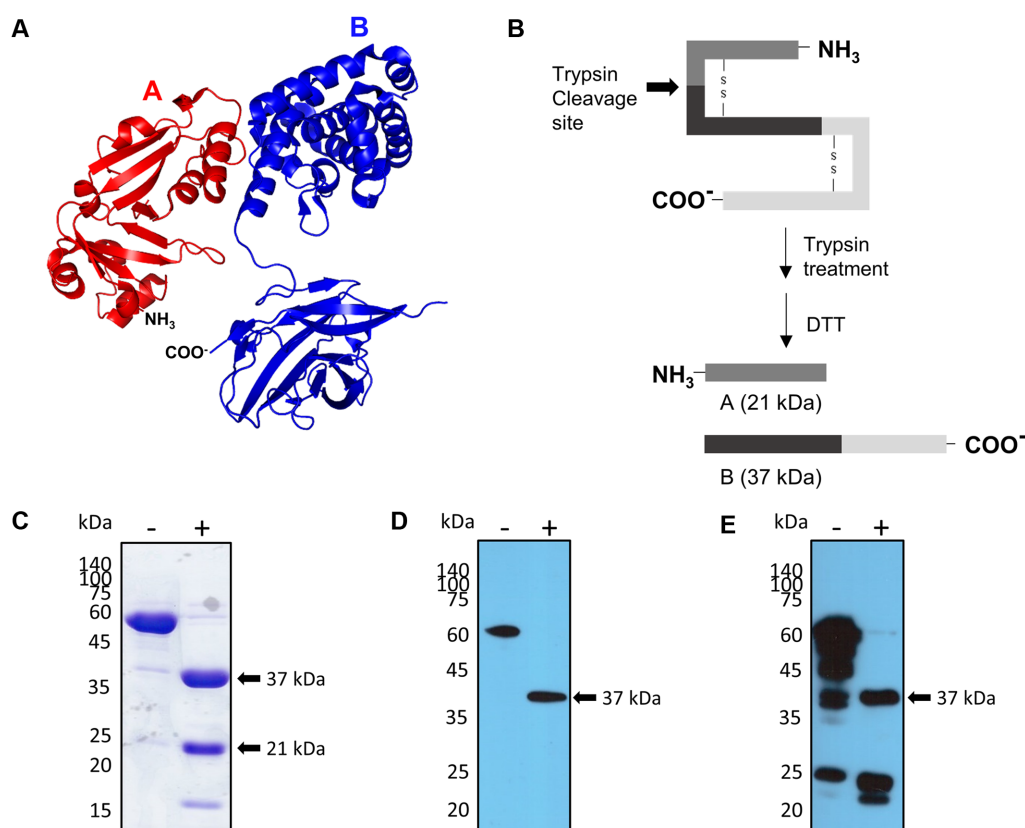 A
B
A
NH3
COO-
B
Trypsin
Cleavage
site
NH3
S
S
S
S
COO-
Trypsin
treatment
DTT
NH3
A (21 kDa)
COO-
B (37 kDa)
C
kDa
- +
140
100
75
60
45
35
25
20
15
37 kDa
21 kDa
D
kDa
- +
140
100
75
60
45
35
25
20
37 kDa
E
kDa
- +
140
100
75
60
45
35
25
20
37 kDa